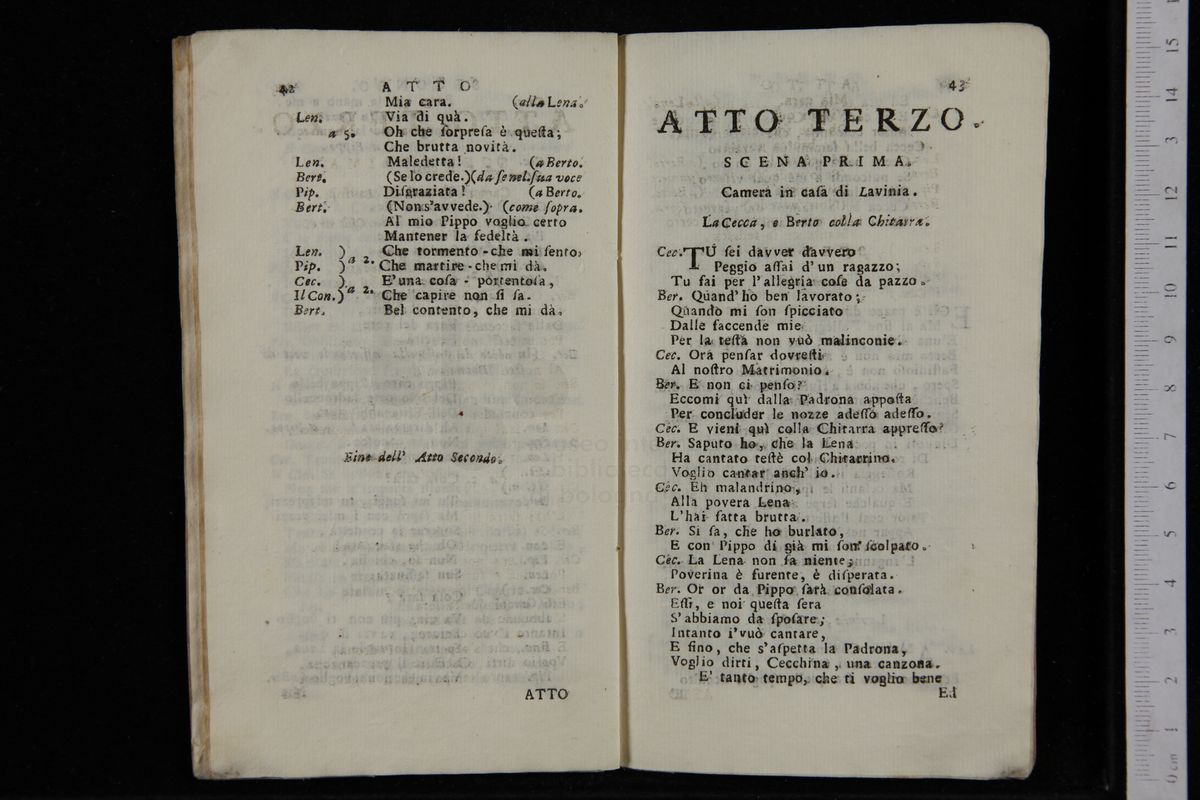 42 ATTO
Mia cara. (alla Lena.
Len. Via di quà.
a 5. Oh che ſorpreſa è queſta;
Che brutta novità.
Len. Maledetta! (a Berto.
Bert. (Se lo crede.)(da ſe nel ſua voce
Pip. Diſgraziata! (a Berto.
Bert. (Non s'avvede.) (come ſopra.
Al mio Pippo voglio certo
Mantener la fedeltà.
Len. ) a 2. Che tormento-che mi ſento,
Pip. ) Che martire-che mi dà.
Cec. ) a 2. E'una coſa - portentoſa,
Il Con.) Che capire non ſi ſa.
Bert. Bel contento, che mi dà.
Fine dell' Atto Secondo.
ATTO
43
ATTO TERZO.
SCENA PRIMA.
Camera in caſa di Lavinia.
La Cecca, e Berto colla Chitarra.
Cec. TU ſei davver davvero
Peggio aſſai d'un ragazzo;
Tu fai per l'allegria coſe da pazzo.
Ber. Quand'ho ben lavorato;
Quando mi ſon ſpicciato
Dalle faccende mie
Per la teſta non vuò malinconie.
Cec. Ora penſar dovreſti
Al noſtro Matrimonio.
Ber. E non ci penſo?
Eccomi quì dalla Padrona appoſta
Per concluder le nozze adeſſo adeſſo.
Cec. E vieni quì colla Chitarra appreſſo?
Ber. Saputo ho, che la Lena
Ha cantato teſtè col Chitarrino.
Voglio cantar anch' io.
Cec. Eh malandrino,
Alla povera Lena
L'hai fatta brutta.
Ber. Si ſa, che ho burlato,
E con Pippo di già mi ſon' ſcolpato.
Cec. La Lena non ſa niente;
Poverina è furente, è diſperata.
Ber. Or or da Pippo ſarà conſolata.
Eſſi, e noi queſta ſera
S'abbiamo da ſpoſare;
Intanto i'vuò cantare,
E fino, che s'aſpetta la Padrona,
Voglio dirti, Cecchina, una canzona.
E' tanto tempo, che ti voglio bene
Ed